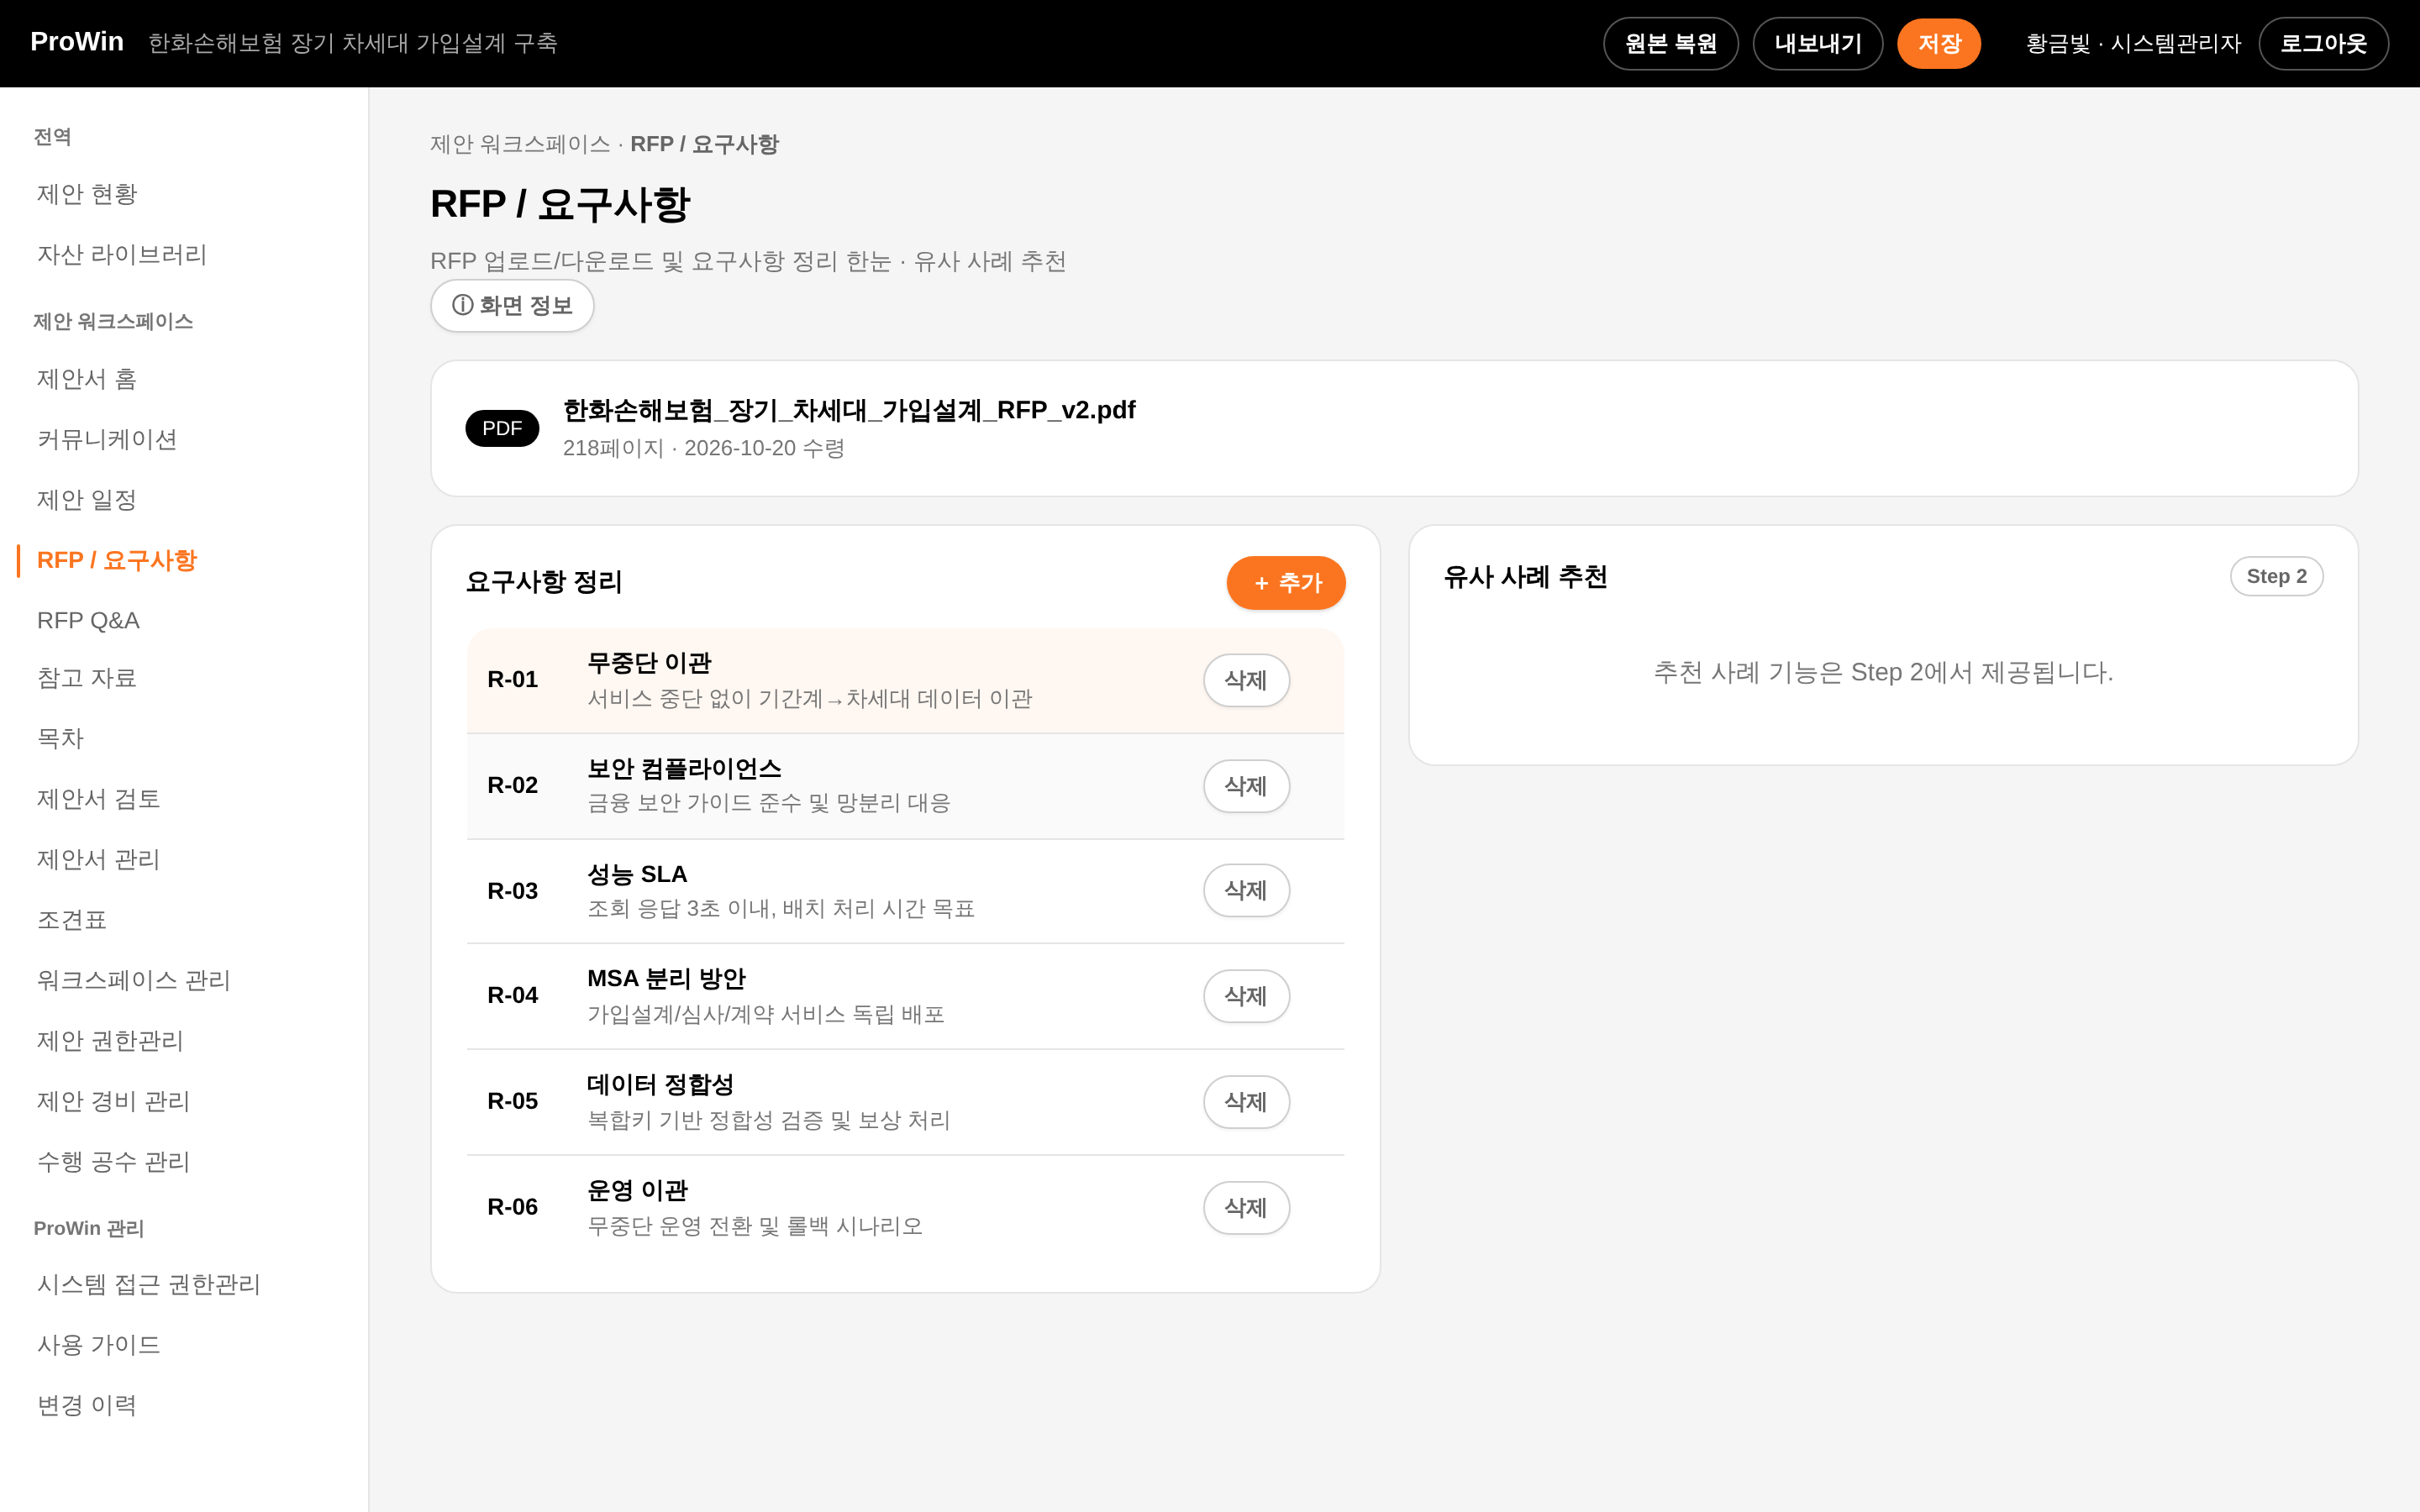 ProWin 한화손해보험 장기 차세대 가입설계 구축
원본 복원 내보내기 저장 황금빛 · 시스템관리자 로그아웃
전역
제안 현황
자산 라이브러리
제안 워크스페이스
제안서 홈
커뮤니케이션
제안 일정
RFP / 요구사항
RFP Q&A
참고 자료
목차
제안서 검토
제안서 관리
조견표
워크스페이스 관리
제안 권한관리
제안 경비 관리
수행 공수 관리
ProWin 관리
시스템 접근 권한관리
사용 가이드
변경 이력
제안 워크스페이스 · RFP / 요구사항
RFP / 요구사항
RFP 업로드/다운로드 및 요구사항 정리 한눈 · 유사 사례 추천
ⓘ 화면 정보
PDF
한화손해보험_장기_차세대_가입설계_RFP_v2.pdf
218페이지 · 2026-10-20 수령
요구사항 정리
+ 추가
R-01
무중단 이관
서비스 중단 없이 기간계→차세대 데이터 이관
삭제
R-02
보안 컴플라이언스
금융 보안 가이드 준수 및 망분리 대응
삭제
R-03
성능 SLA
조회 응답 3초 이내, 배치 처리 시간 목표
삭제
R-04
MSA 분리 방안
가입설계/심사/계약 서비스 독립 배포
삭제
R-05
데이터 정합성
복합키 기반 정합성 검증 및 보상 처리
삭제
R-06
운영 이관
무중단 운영 전환 및 롤백 시나리오
삭제
유사 사례 추천
Step 2
추천 사례 기능은 Step 2에서 제공됩니다.